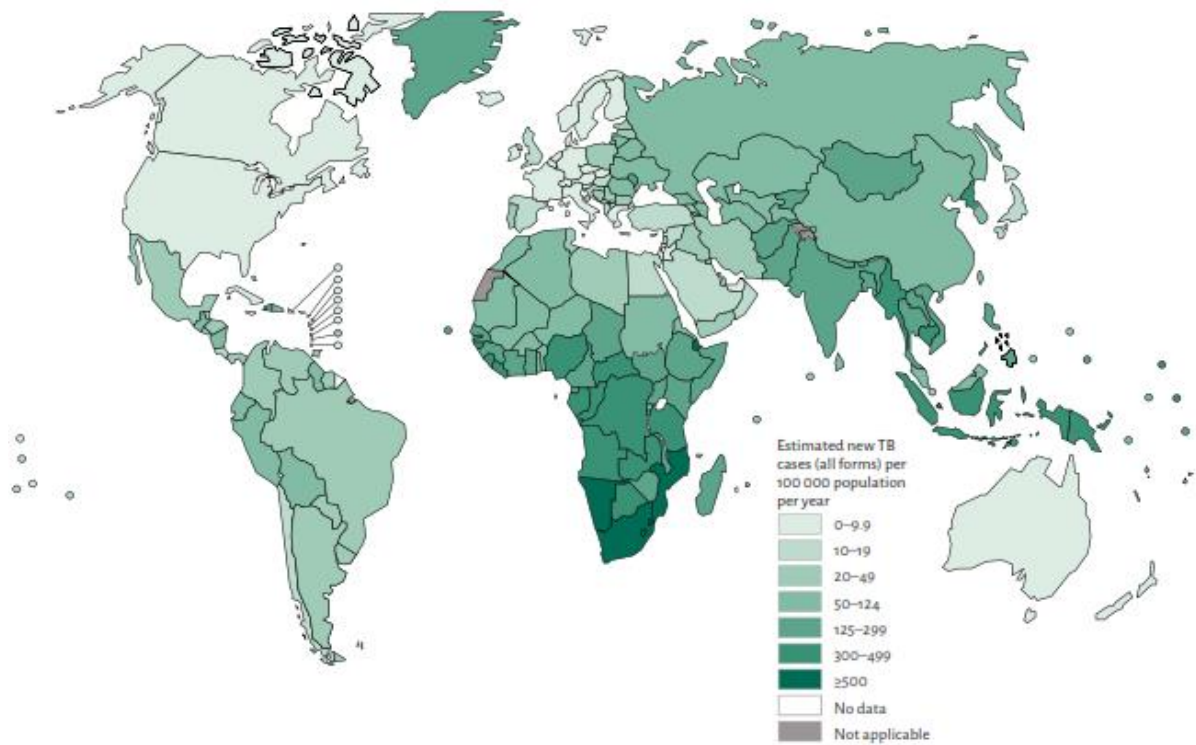 Estimated new TB
cases (all forms) per
100 000 population
per year
0–9.9
10–19
20–49
50–124
125–299
300–499
≥500
No data
Not applicable